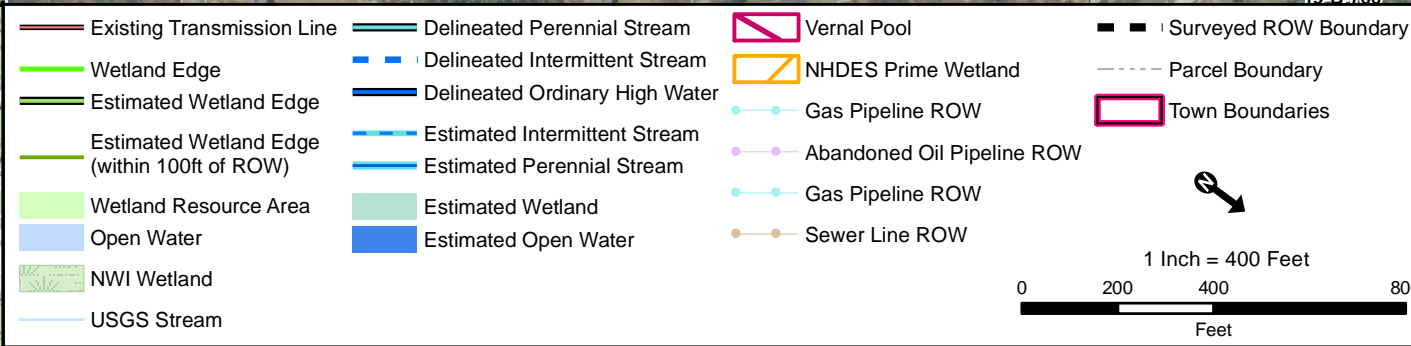 Existing Transmission Line
Wetland Edge
Estimated Wetland Edge
Estimated Wetland Edge
(within 100ft of ROW)
Wetland Resource Area
Open Water
NWI Wetland
USGS Stream
Delineated Perennial Stream
Delineated Intermittent Stream
Delineated Ordinary High Water
Estimated Intermittent Stream
Estimated Perennial Stream
Estimated Wetland
Estimated Open Water
Vernal Pool
NHDES Prime Wetland
Gas Pipeline ROW
Abandoned Oil Pipeline ROW
Gas Pipeline ROW
Sewer Line ROW
Surveyed ROW Boundary
Parcel Boundary
Town Boundaries
N
1 Inch = 400 Feet
0 200 400 80
Feet